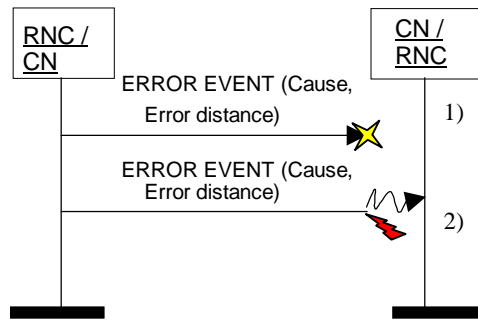 RNC /
CN
CN /
RNC
ERROR EVENT (Cause,
Error distance)
1)
ERROR EVENT (Cause,
Error distance)
2)